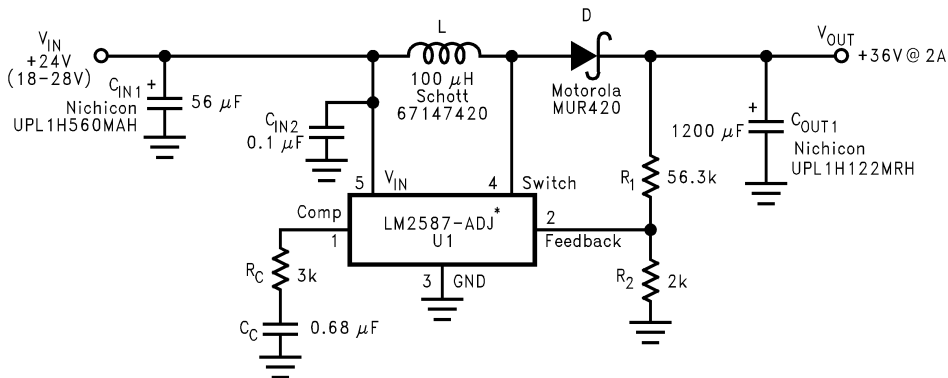 V_IN
+24V
(18–28V)
C_IN1 +
56 μF
Nichicon
UPL1H560MAH
C_IN2
0.1 μF
L
100 μH
Schott
67147420
D
Motorola
MUR420
V_OUT
+36V@ 2A
+
1200 μF
C_OUT1
Nichicon
UPL1H122MRH
R_1
56.3k
R_2
2k
5
V_IN
4
Switch
Comp
1
LM2587–ADJ*
U1
2
Feedback
3
GND
R_C
3k
C_C
0.68 μF